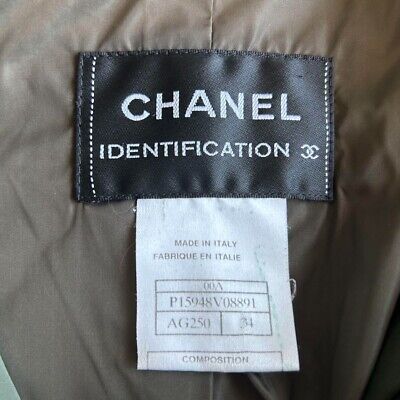 CHANEL
IDENTIFICATION
MADE IN ITALY
FABRIQUE EN ITALIE
00A
P15948V08891
AG250 34
COMPOSITION